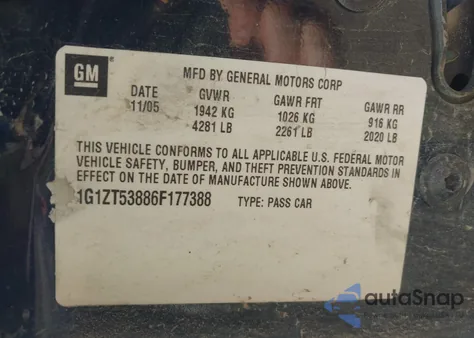 GM
MFD BY GENERAL MOTORS CORP
DATE GVWR GAWR FRT GAWR RR
11/05 1942 KG 1026 KG 916 KG
4281 LB 2261 LB 2020 LB
THIS VEHICLE CONFORMS TO ALL APPLICABLE U.S. FEDERAL MOTOR
VEHICLE SAFETY, BUMPER, AND THEFT PREVENTION STANDARDS IN
EFFECT ON THE DATE OF MANUFACTURE SHOWN ABOVE.
1G1ZT53886F177388 TYPE: PASS CAR
autoSnap